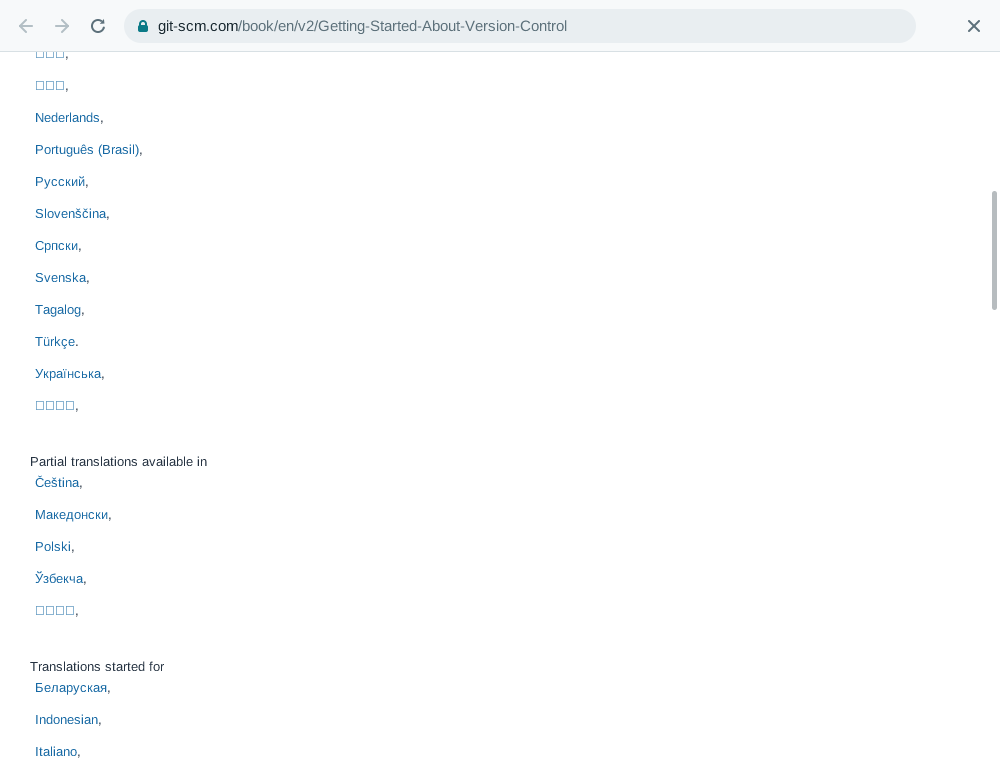 git-scm.com/book/en/v2/Getting-Started-About-Version-Control
Nederlands,
Português (Brasil),
Русский,
Slovenščina,
Српски,
Svenska,
Tagalog,
Türkçe.
Українська,
Partial translations available in
Čeština,
Македонски,
Polski,
Ўзбекча,
Translations started for
Беларуская,
Indonesian,
Italiano,